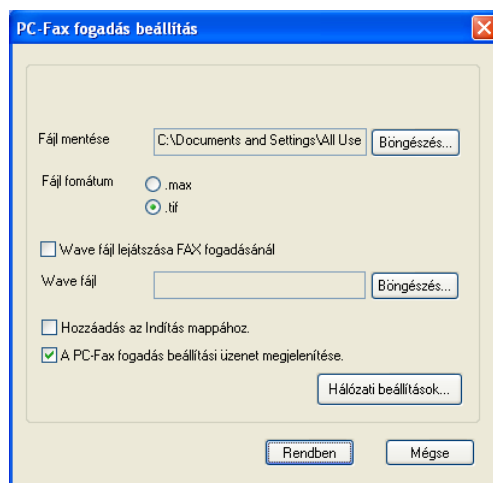 PC-Fax fogadás beállítás
Fájl mentése C:\Documents and Settings\All Use Böngészés...
Fájl fomátum .max
.tif
Wave fájl lejátszása FAX fogadásánál
Wave fájl Böngészés...
Hozzáadás az Indítás mappához.
A PC-Fax fogadás beállítási üzenet megjelenítése.
Hálózati beállítások...
Rendben Mégse